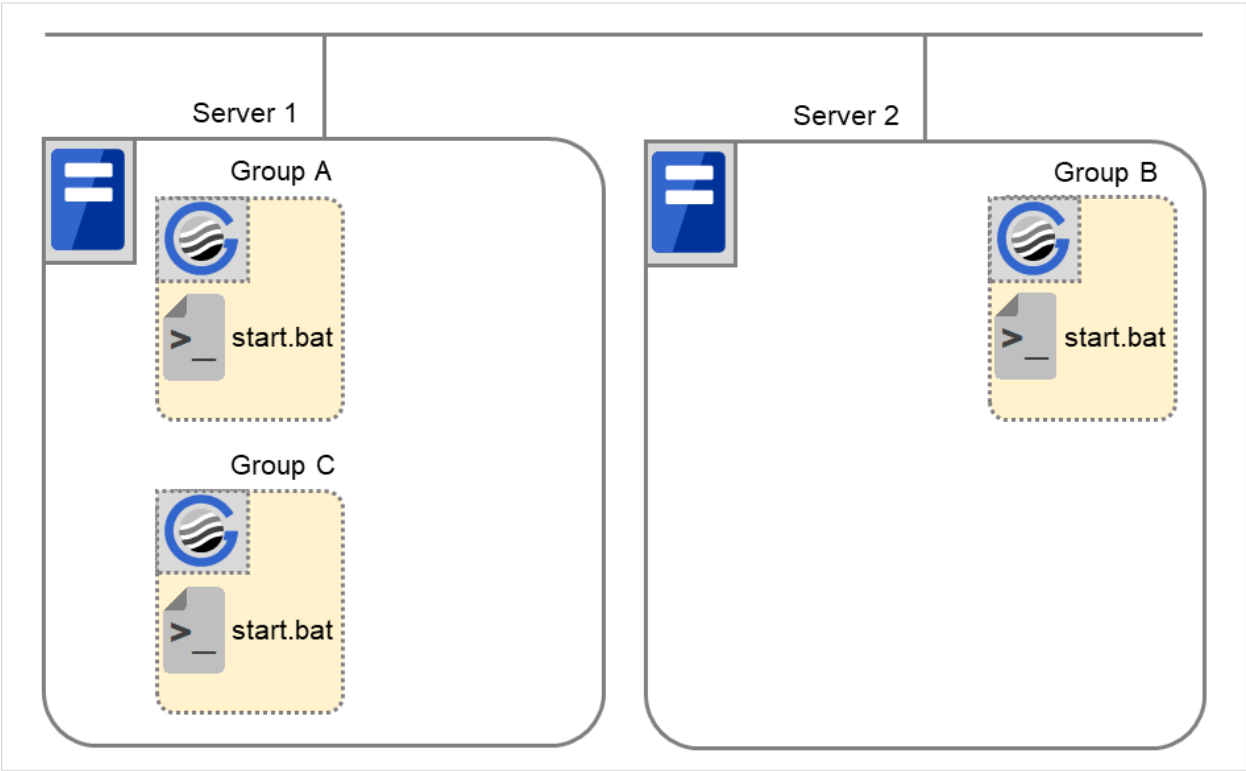 Server 1
Server 2
Group A
Group B
>_ start.bat
>_ start.bat
Group C
>_ start.bat